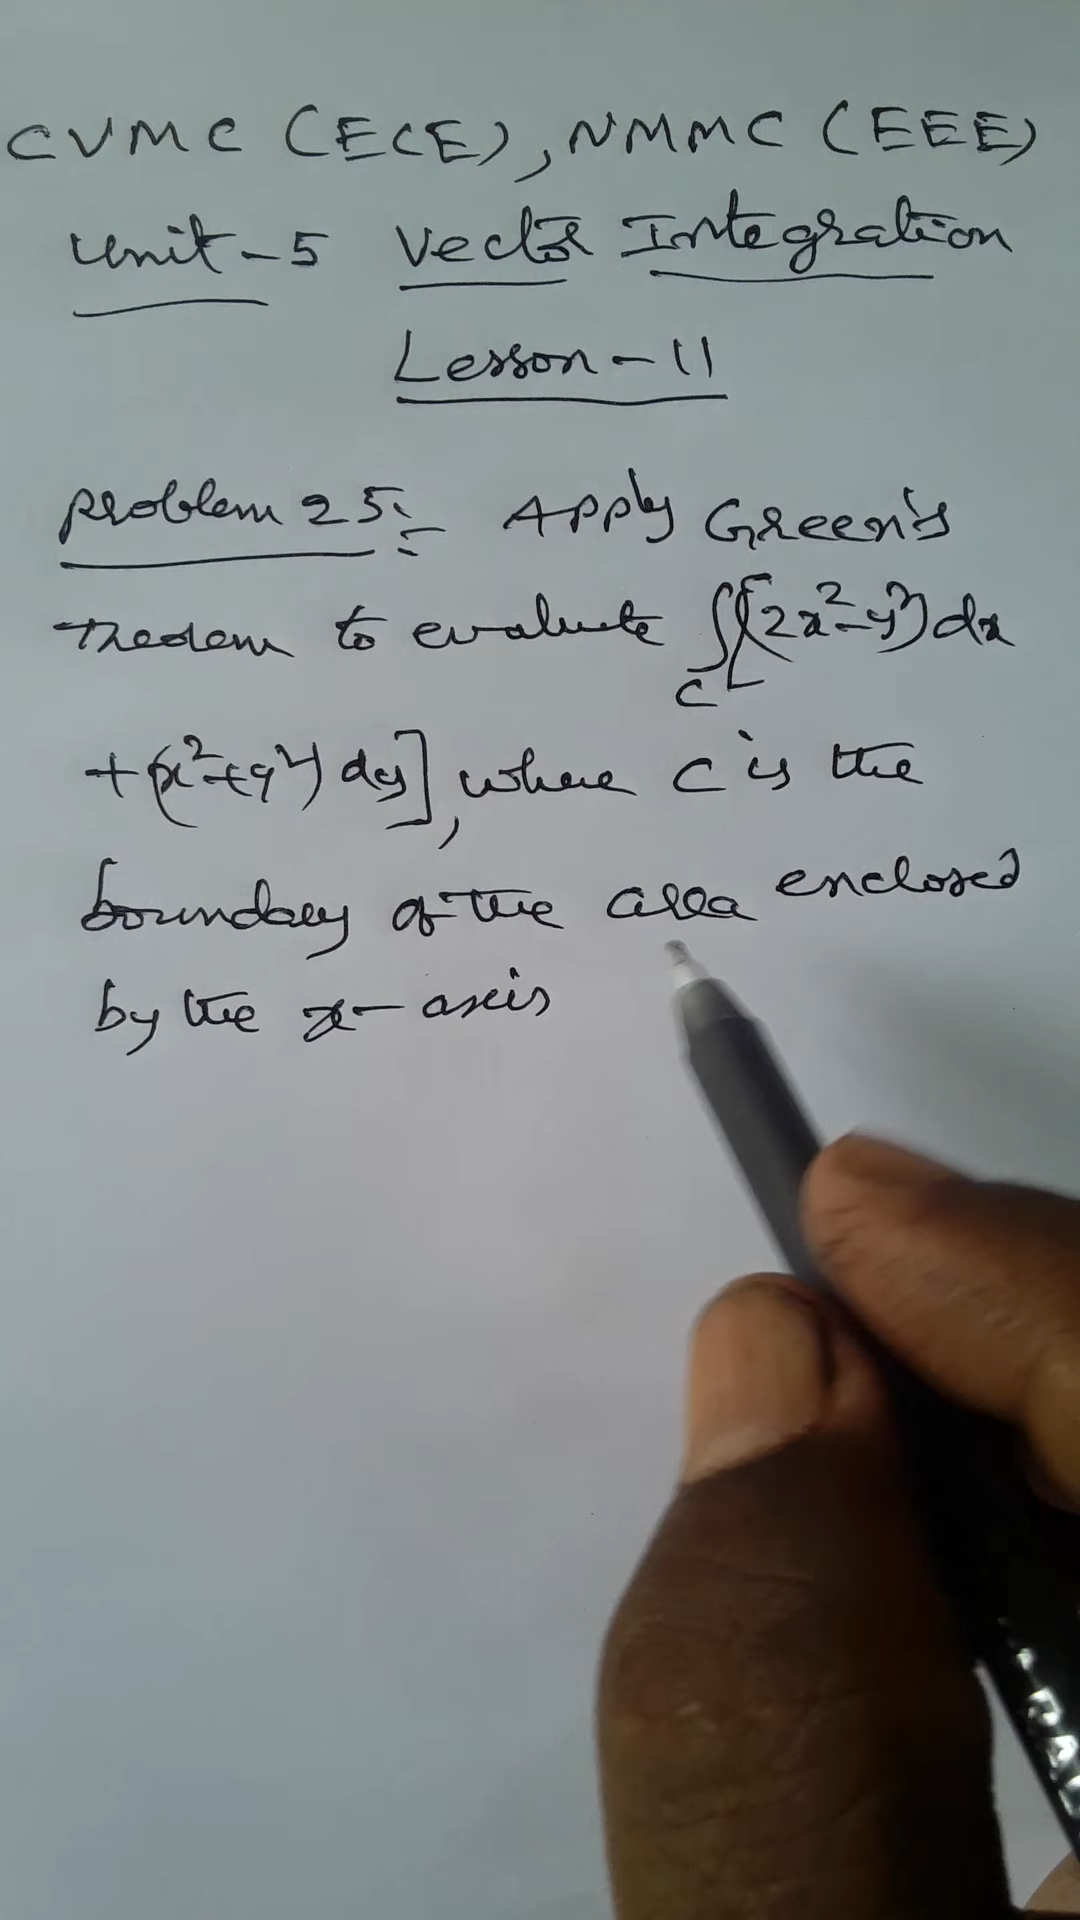 CVMC (ECE), NMMC (EEE)
Unit-5 Vector Integration
Lesson-11
Problem 25:- Apply Green's
Theorem to evaluate ∫_C [(2x²-y²) dx
+(x²+y²) dy], where C is the
boundary of the area enclosed
by the x-axis